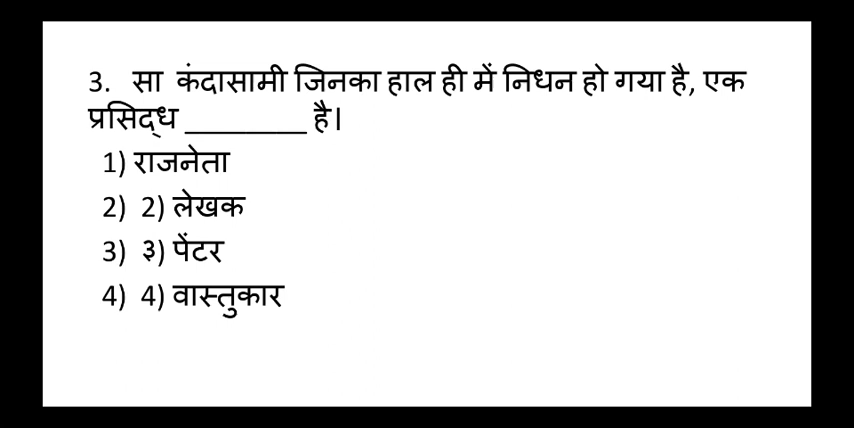 3. सा कंदासामी जिनका हाल ही में निधन हो गया है, एक
प्रसिद्ध ________ है।
1) राजनेता
2) 2) लेखक
3) ३) पेंटर
4) 4) वास्तुकार